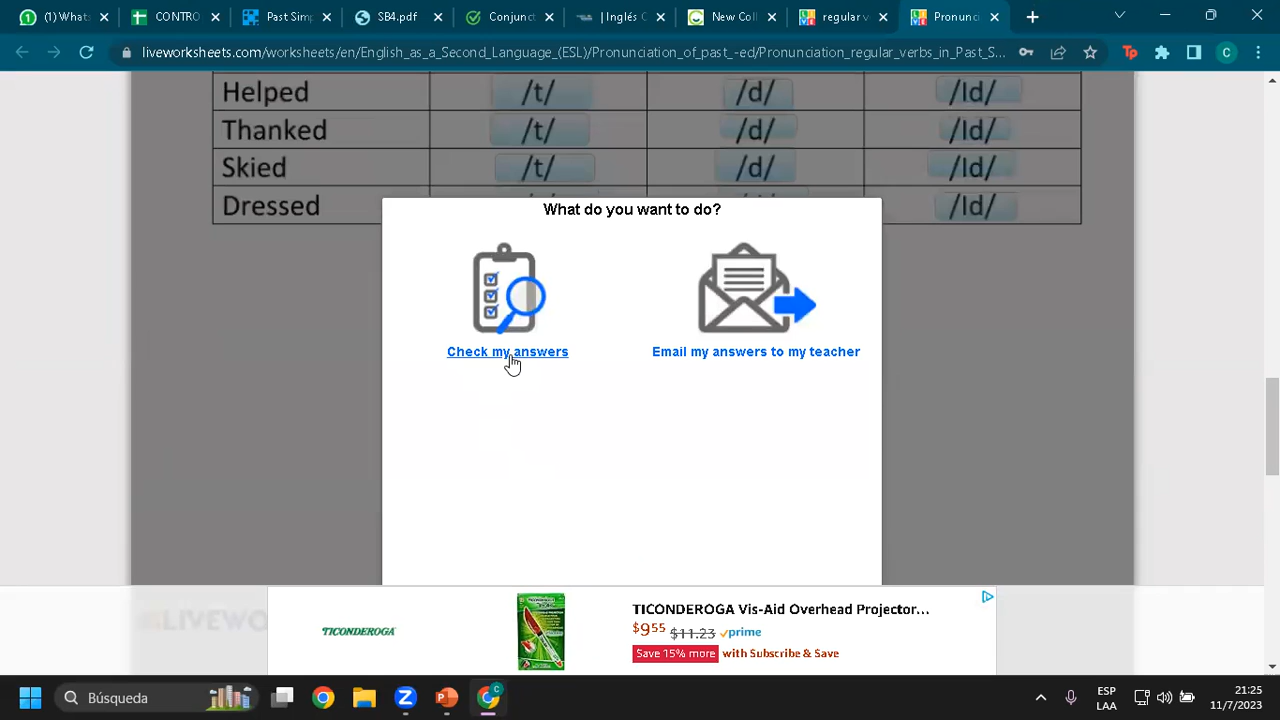 (1) Whats
CONTRO
Past Sim
SB4.pdf
Conjunct
Inglés C
New Coll
regular v
Pronunci
liveworksheets.com/worksheets/en/English_as_a_Second_Language_(ESL)/Pronunciation_of_past_-ed/Pronunciation_regular_verbs_in_Past_S...
C
Helped /t/ /d/ /Id/
Thanked /t/ /d/ /Id/
Skied /t/ /d/ /Id/
Dressed /Id/
What do you want to do?
Check my answers
Email my answers to my teacher
LIVEWO
TICONDEROGA
TICONDEROGA Vis-Aid Overhead Projector...
$9.55 $11.23 prime
Save 15% more with Subscribe & Save
Búsqueda
ESP
LAA
21:25
11/7/2023